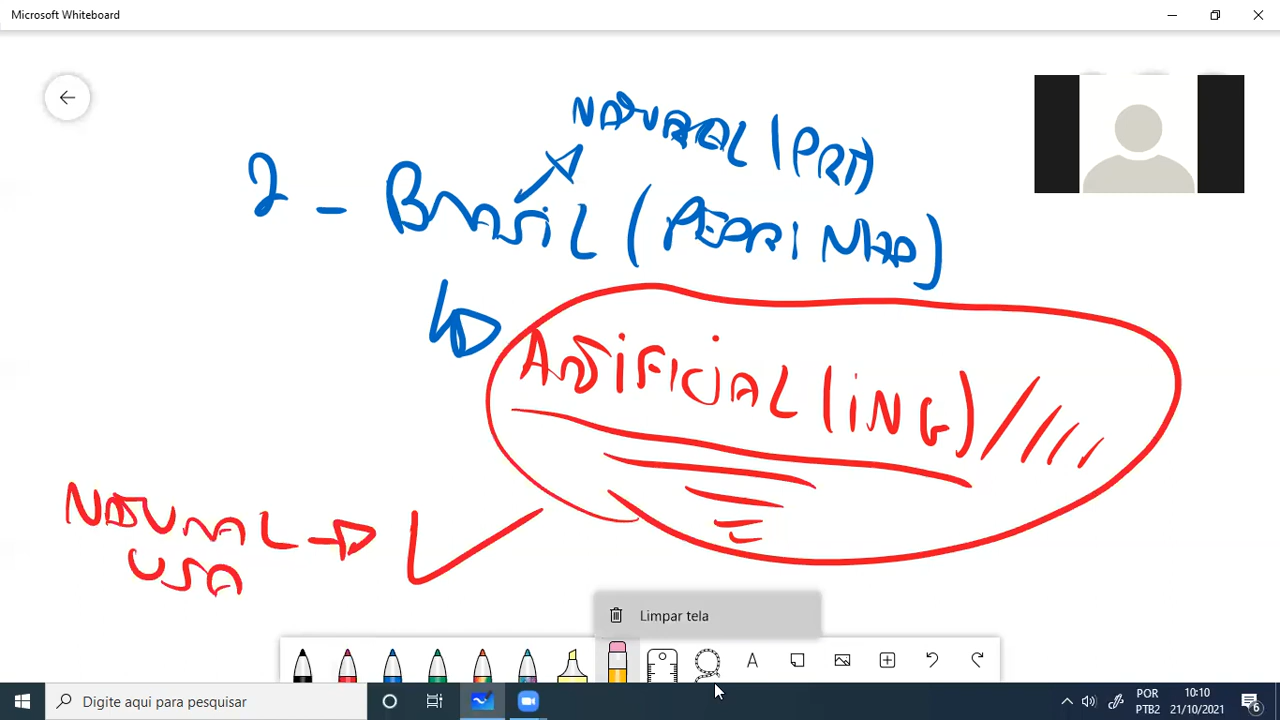 Microsoft Whiteboard
NATURAL (PRT)
2 - BRASIL (PEDRINHAS)
ARTIFICIAL (ING) /////
NATURAL
USA
Limpar tela
A
Digite aqui para pesquisar
POR
PTB2
10:10
21/10/2021
6